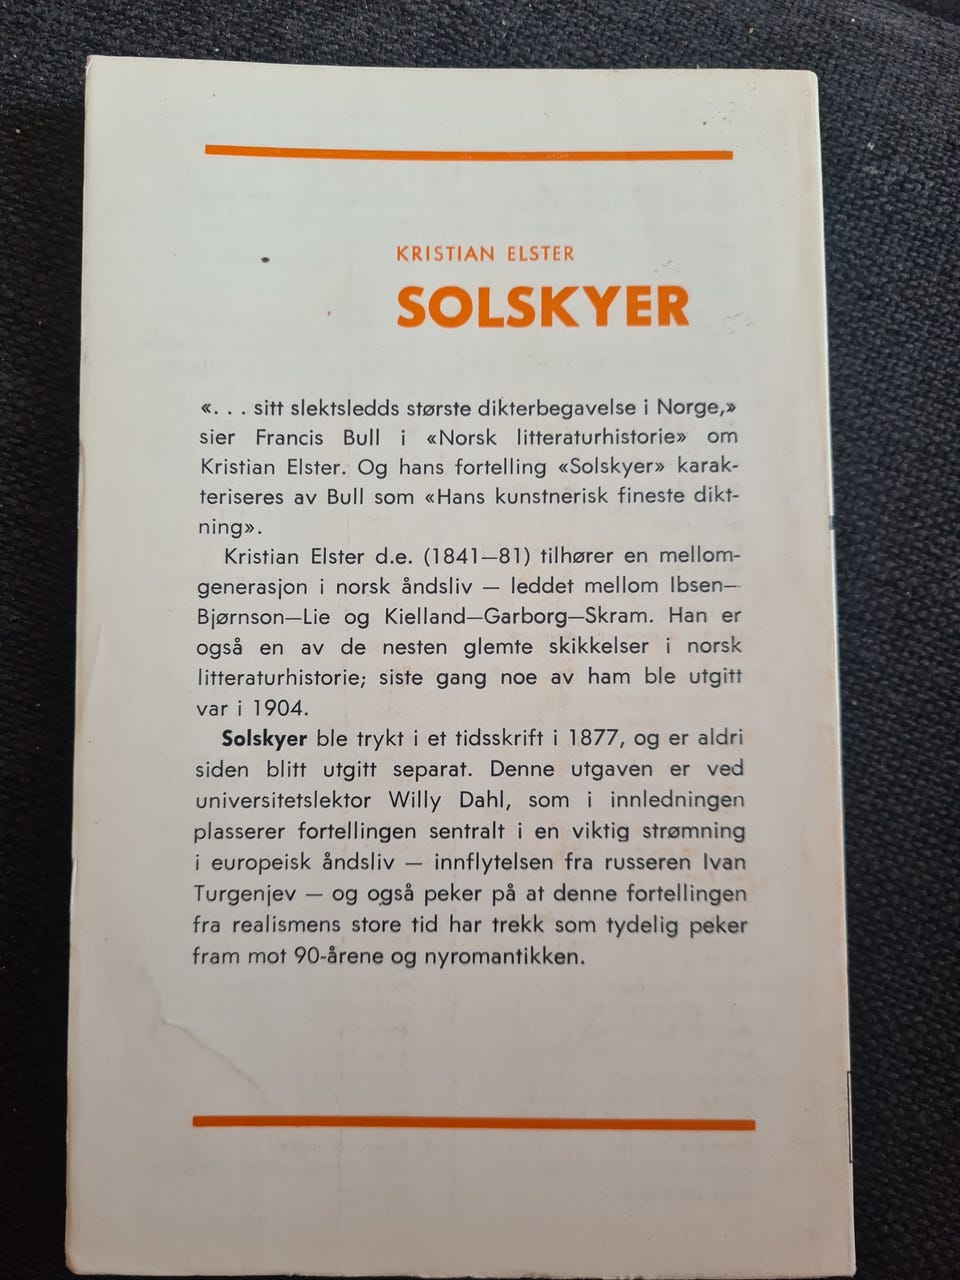 KRISTIAN ELSTER
SOLSKYER
«. . . sitt slektsledds største dikterbegavelse i Norge,»
sier Francis Bull i «Norsk litteraturhistorie» om
Kristian Elster. Og hans fortelling «Solskyer» karak-
teriseres av Bull som «Hans kunstnerisk fineste dikt-
ning».
Kristian Elster d.e. (1841—81) tilhører en mellom-
generasjon i norsk åndsliv — leddet mellom Ibsen—
Bjørnson—Lie og Kielland—Garborg—Skram. Han er
også en av de nesten glemte skikkelser i norsk
litteraturhistorie; siste gang noe av ham ble utgitt
var i 1904.
Solskyer ble trykt i et tidsskrift i 1877, og er aldri
siden blitt utgitt separat. Denne utgaven er ved
universitetslektor Willy Dahl, som i innledningen
plasserer fortellingen sentralt i en viktig strømning
i europeisk åndsliv — innflytelsen fra russeren Ivan
Turgenjev — og også peker på at denne fortellingen
fra realismens store tid har trekk som tydelig peker
fram mot 90-årene og nyromantikken.